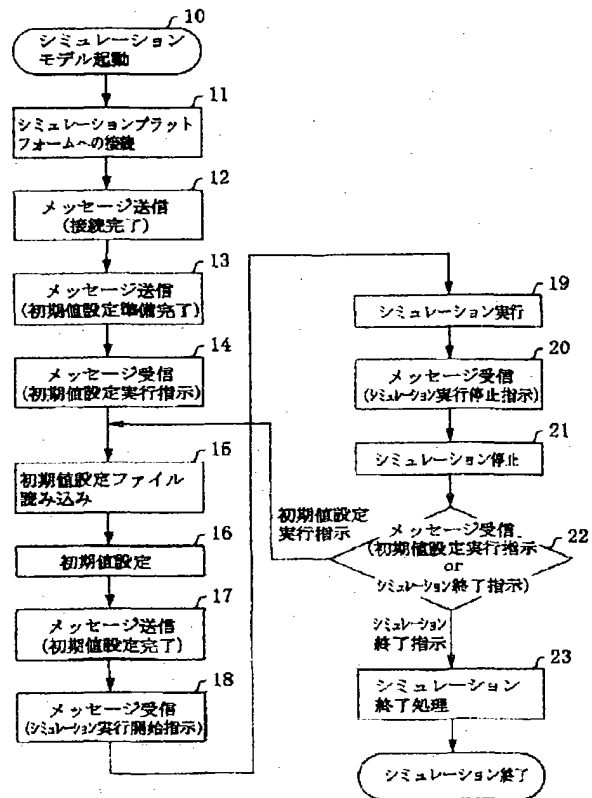 10
シミュレーション
モデル起動
11
シミュレーションプラット
フォームへの接続
12
メッセージ送信
(接続完了)
13
メッセージ送信
(初期値設定準備完了)
14
メッセージ受信
(初期値設定実行指示)
15
初期値設定ファイル
読み込み
16
初期値設定
17
メッセージ送信
(初期値設定完了)
18
メッセージ受信
(シミュレーション実行開始指示)
19
シミュレーション実行
20
メッセージ受信
(シミュレーション実行停止指示)
21
シミュレーション停止
初期値設定
実行指示
メッセージ受信
(初期値設定実行指示
or
シミュレーション終了指示)
22
シミュレーション
終了指示
23
シミュレーション
終了処理
シミュレーション終了